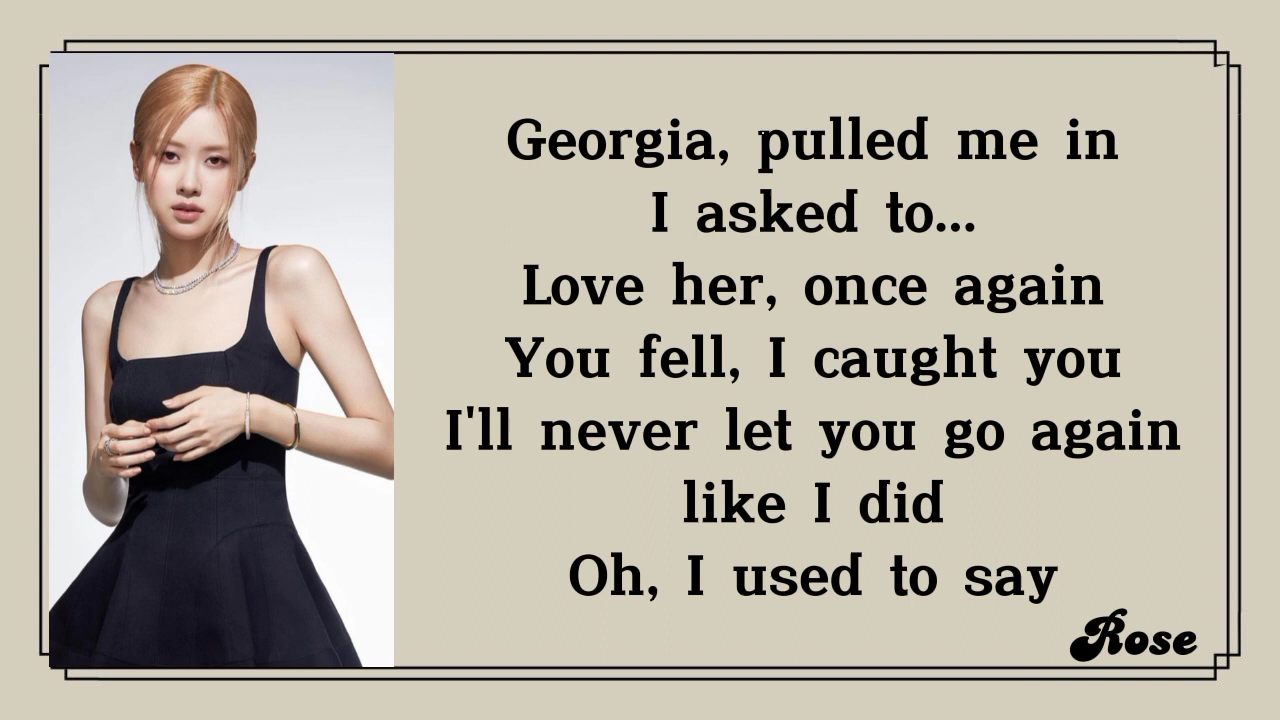 Georgia, pulled me in
I asked to...
Love her, once again
You fell, I caught you
I'll never let you go again
like I did
Oh, I used to say
Rose